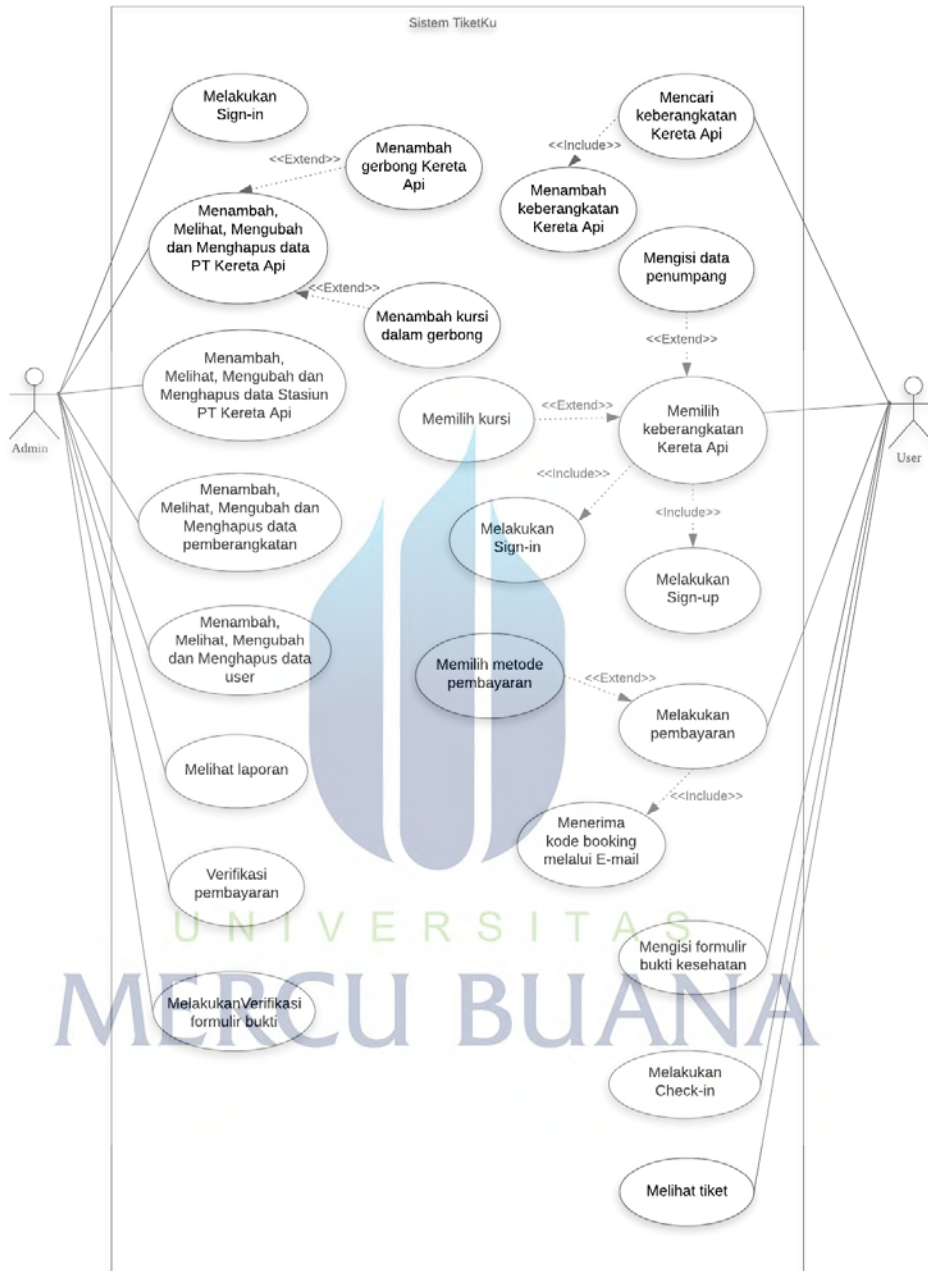 Sistem TiketKu
Melakukan
Sign-in
<<Extend>>
Menambah
gerbong Kereta
Api
Menambah,
Melihat, Mengubah
dan Menghapus data
PT Kereta Api
<<Extend>>
Menambah kursi
dalam gerbong
Menambah,
Melihat, Mengubah dan
Menghapus data Stasiun
PT Kereta Api
Admin
Menambah,
Melihat, Mengubah dan
Menghapus data
pemberangkatan
Menambah,
Melihat, Mengubah
dan Menghapus data
user
Melihat laporan
Verifikasi
pembayaran
MelakukanVerifikasi
formulir bukti
Mencari
keberangkatan
Kereta Api
<<Include>>
Menambah
keberangkatan
Kereta Api
Mengisi data
penumpang
<<Extend>>
Memilih kursi
<<Extend>>
Memilih
keberangkatan
Kereta Api
User
<<Include>>
Melakukan
Sign-in
<<Include>>
Melakukan
Sign-up
Memilih metode
pembayaran
<<Extend>>
Melakukan
pembayaran
<<Include>>
Menerima
kode booking
melalui E-mail
Mengisi formulir
bukti kesehatan
Melakukan
Check-in
Melihat tiket
UNIVERSITAS
MERCU BUANA